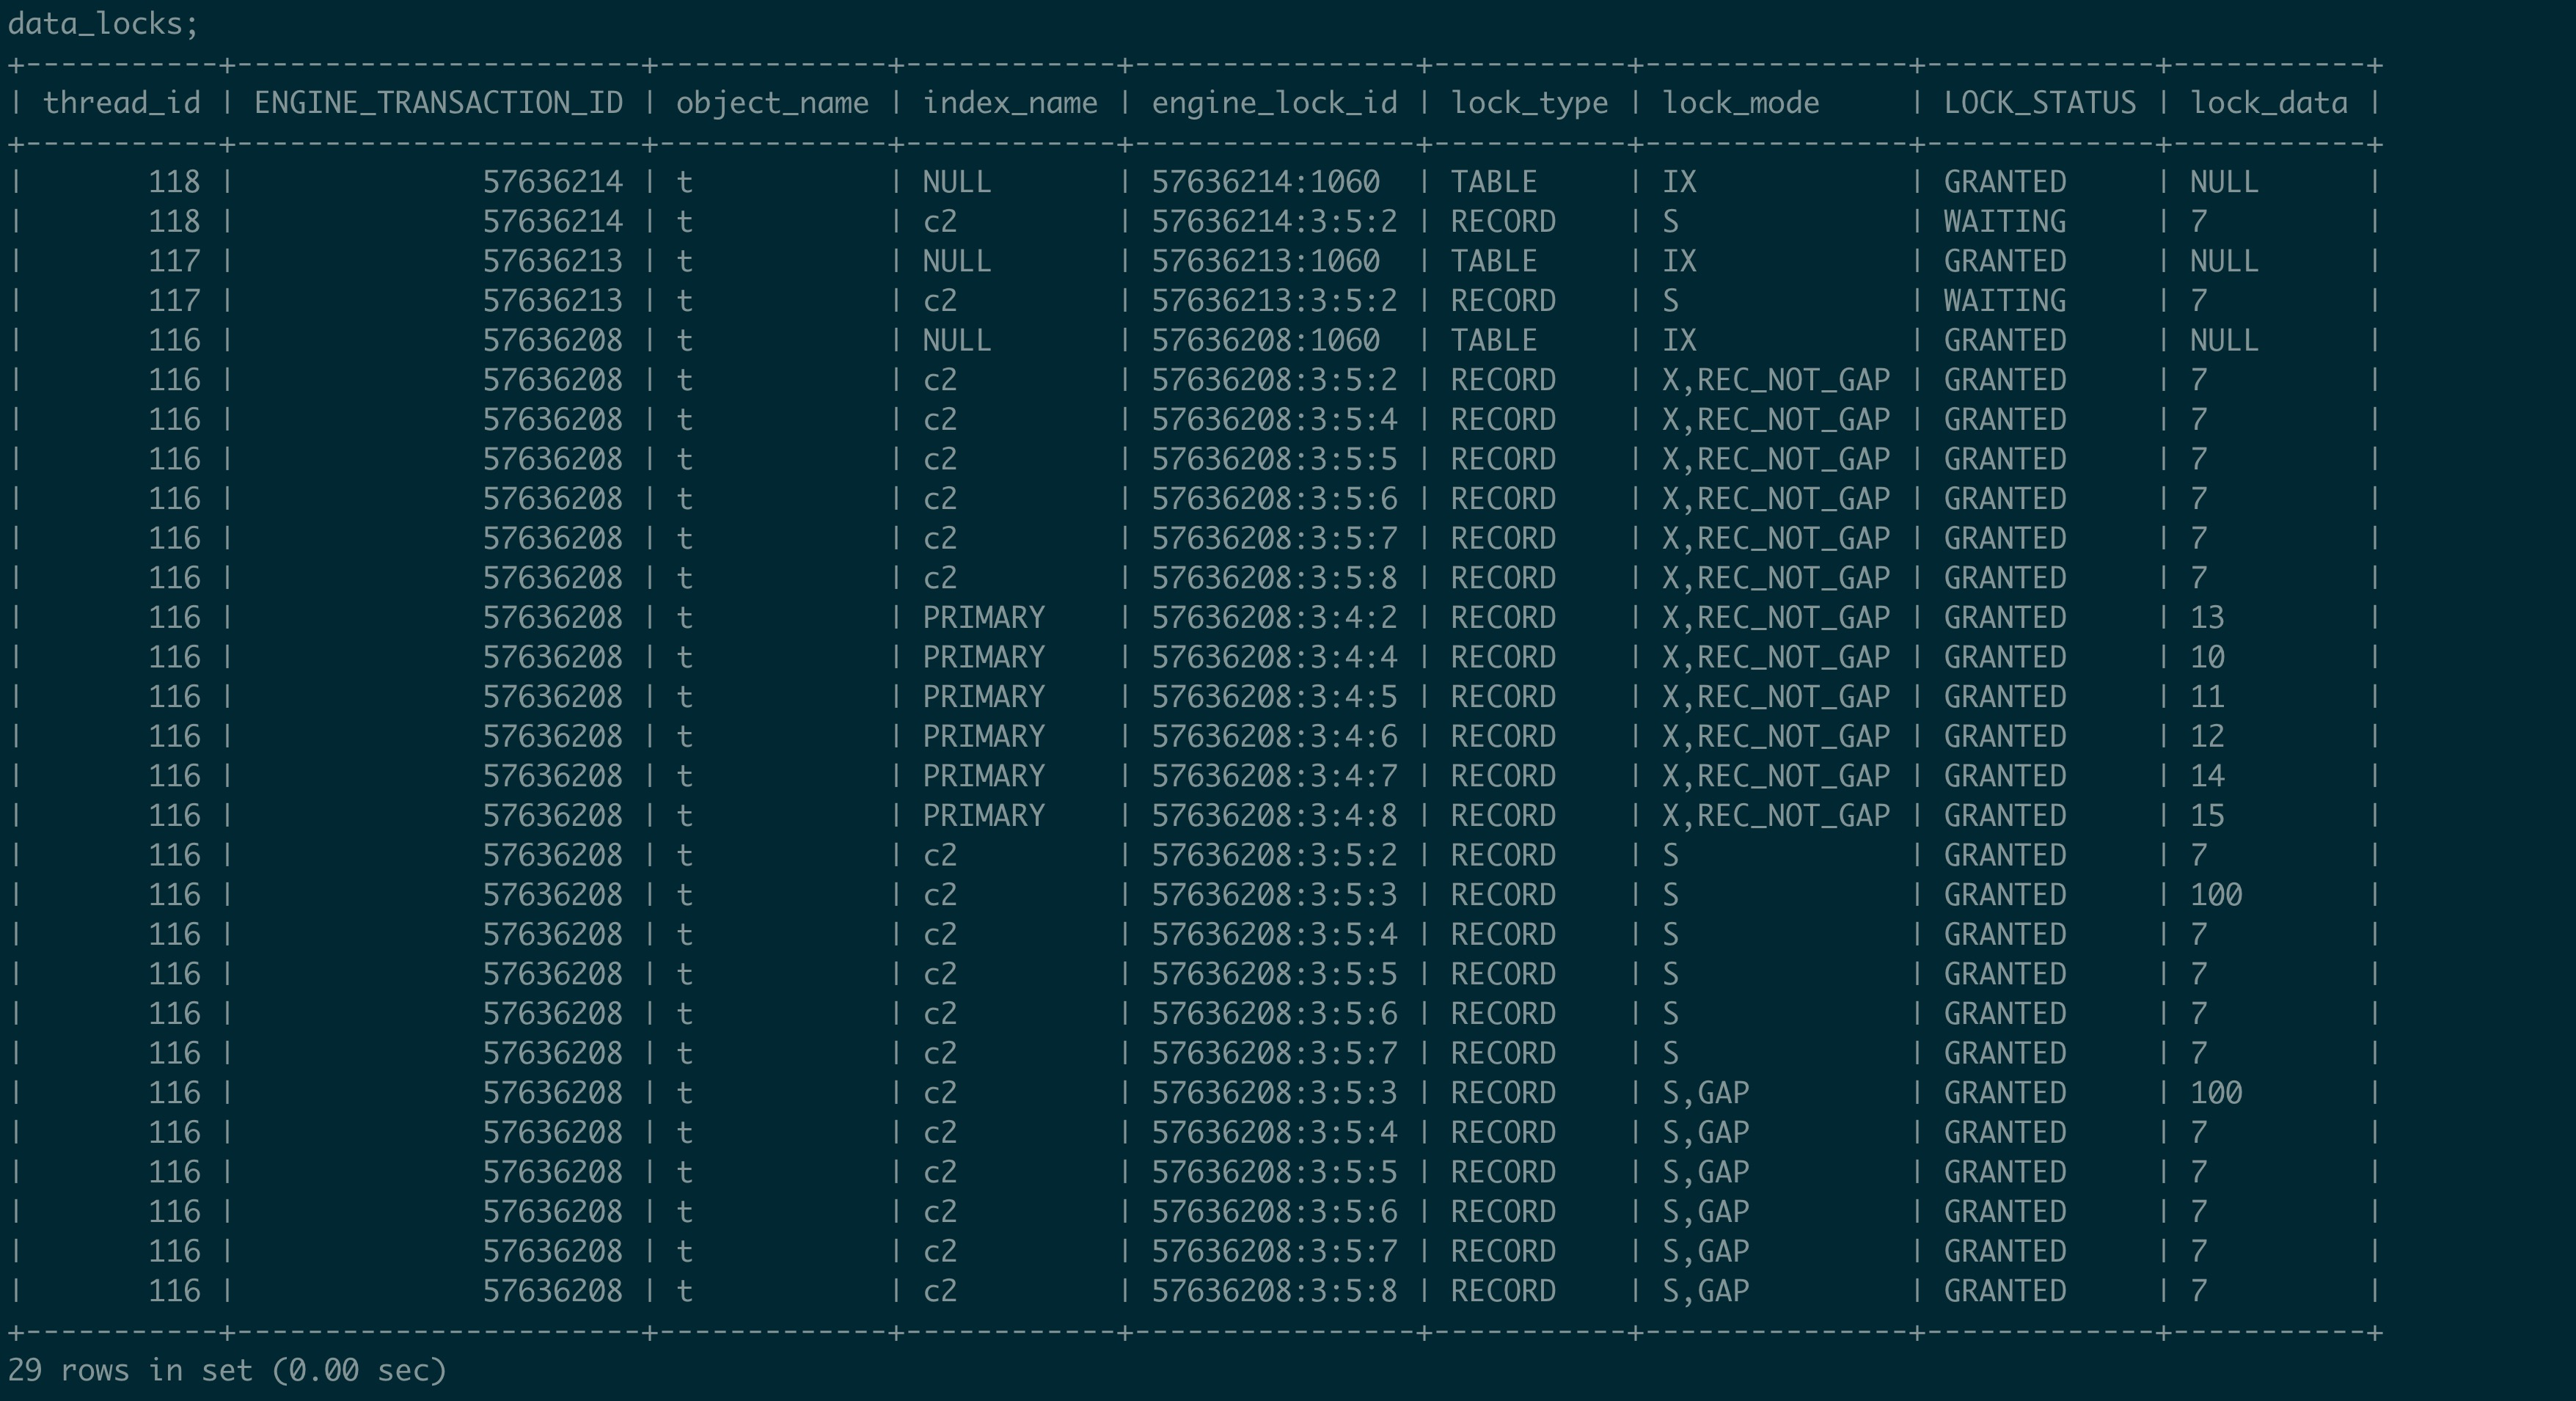 data_locks;
+-----------+-----------------------+-------------+------------+----------------+-----------+---------------+-------------+-----------+
| thread_id | ENGINE_TRANSACTION_ID | object_name | index_name | engine_lock_id | lock_type | lock_mode     | LOCK_STATUS | lock_data |
+-----------+-----------------------+-------------+------------+----------------+-----------+---------------+-------------+-----------+
|       118 |              57636214 | t           | NULL       | 57636214:1060  | TABLE     | IX            | GRANTED     | NULL      |
|       118 |              57636214 | t           | c2         | 57636214:3:5:2 | RECORD    | S             | WAITING     | 7         |
|       117 |              57636213 | t           | NULL       | 57636213:1060  | TABLE     | IX            | GRANTED     | NULL      |
|       117 |              57636213 | t           | c2         | 57636213:3:5:2 | RECORD    | S             | WAITING     | 7         |
|       116 |              57636208 | t           | NULL       | 57636208:1060  | TABLE     | IX            | GRANTED     | NULL      |
|       116 |              57636208 | t           | c2         | 57636208:3:5:2 | RECORD    | X,REC_NOT_GAP | GRANTED     | 7         |
|       116 |              57636208 | t           | c2         | 57636208:3:5:4 | RECORD    | X,REC_NOT_GAP | GRANTED     | 7         |
|       116 |              57636208 | t           | c2         | 57636208:3:5:5 | RECORD    | X,REC_NOT_GAP | GRANTED     | 7         |
|       116 |              57636208 | t           | c2         | 57636208:3:5:6 | RECORD    | X,REC_NOT_GAP | GRANTED     | 7         |
|       116 |              57636208 | t           | c2         | 57636208:3:5:7 | RECORD    | X,REC_NOT_GAP | GRANTED     | 7         |
|       116 |              57636208 | t           | c2         | 57636208:3:5:8 | RECORD    | X,REC_NOT_GAP | GRANTED     | 7         |
|       116 |              57636208 | t           | PRIMARY    | 57636208:3:4:2 | RECORD    | X,REC_NOT_GAP | GRANTED     | 13        |
|       116 |              57636208 | t           | PRIMARY    | 57636208:3:4:4 | RECORD    | X,REC_NOT_GAP | GRANTED     | 10        |
|       116 |              57636208 | t           | PRIMARY    | 57636208:3:4:5 | RECORD    | X,REC_NOT_GAP | GRANTED     | 11        |
|       116 |              57636208 | t           | PRIMARY    | 57636208:3:4:6 | RECORD    | X,REC_NOT_GAP | GRANTED     | 12        |
|       116 |              57636208 | t           | PRIMARY    | 57636208:3:4:7 | RECORD    | X,REC_NOT_GAP | GRANTED     | 14        |
|       116 |              57636208 | t           | PRIMARY    | 57636208:3:4:8 | RECORD    | X,REC_NOT_GAP | GRANTED     | 15        |
|       116 |              57636208 | t           | c2         | 57636208:3:5:2 | RECORD    | S             | GRANTED     | 7         |
|       116 |              57636208 | t           | c2         | 57636208:3:5:3 | RECORD    | S             | GRANTED     | 100       |
|       116 |              57636208 | t           | c2         | 57636208:3:5:4 | RECORD    | S             | GRANTED     | 7         |
|       116 |              57636208 | t           | c2         | 57636208:3:5:5 | RECORD    | S             | GRANTED     | 7         |
|       116 |              57636208 | t           | c2         | 57636208:3:5:6 | RECORD    | S             | GRANTED     | 7         |
|       116 |              57636208 | t           | c2         | 57636208:3:5:7 | RECORD    | S             | GRANTED     | 7         |
|       116 |              57636208 | t           | c2         | 57636208:3:5:3 | RECORD    | S,GAP         | GRANTED     | 100       |
|       116 |              57636208 | t           | c2         | 57636208:3:5:4 | RECORD    | S,GAP         | GRANTED     | 7         |
|       116 |              57636208 | t           | c2         | 57636208:3:5:5 | RECORD    | S,GAP         | GRANTED     | 7         |
|       116 |              57636208 | t           | c2         | 57636208:3:5:6 | RECORD    | S,GAP         | GRANTED     | 7         |
|       116 |              57636208 | t           | c2         | 57636208:3:5:7 | RECORD    | S,GAP         | GRANTED     | 7         |
|       116 |              57636208 | t           | c2         | 57636208:3:5:8 | RECORD    | S,GAP         | GRANTED     | 7         |
+-----------+-----------------------+-------------+------------+----------------+-----------+---------------+-------------+-----------+
29 rows in set (0.00 sec)